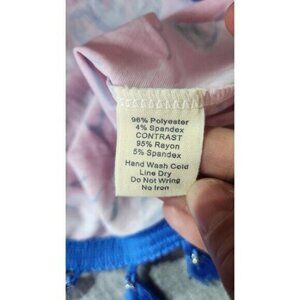 96% Polyester
4% Spandex
CONTRAST
95% Rayon
5% Spandex
Hand Wash Cold
Line Dry
Do Not Wring
No Iron